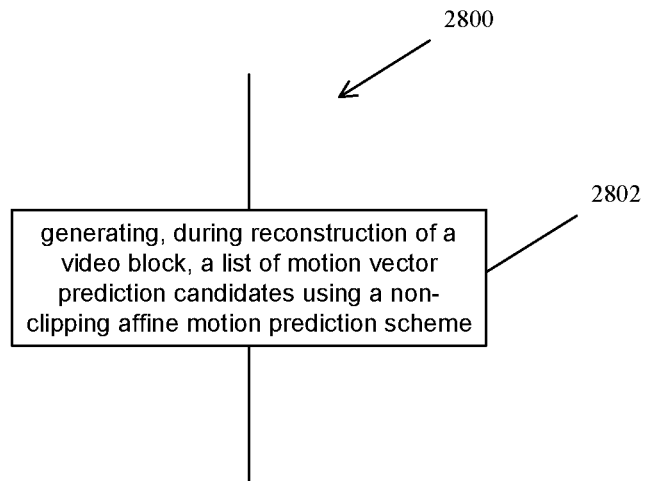 2800
2802
generating, during reconstruction of a
video block, a list of motion vector
prediction candidates using a non-
clipping affine motion prediction scheme